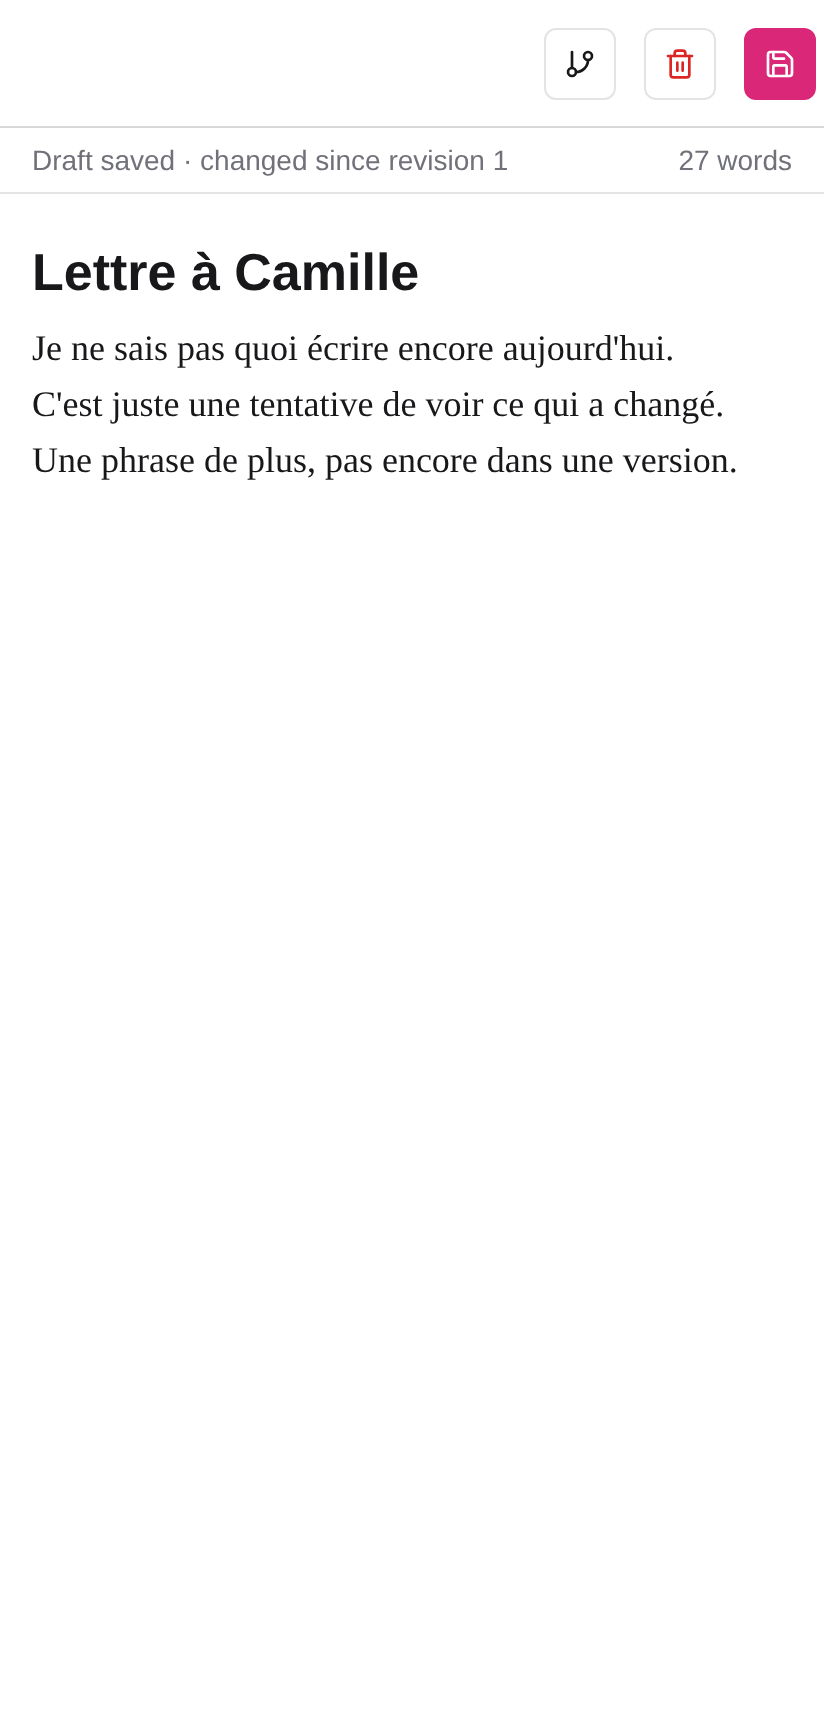 Draft saved · changed since revision 1 27 words
Lettre à Camille
Je ne sais pas quoi écrire encore aujourd'hui.
C'est juste une tentative de voir ce qui a changé.
Une phrase de plus, pas encore dans une version.